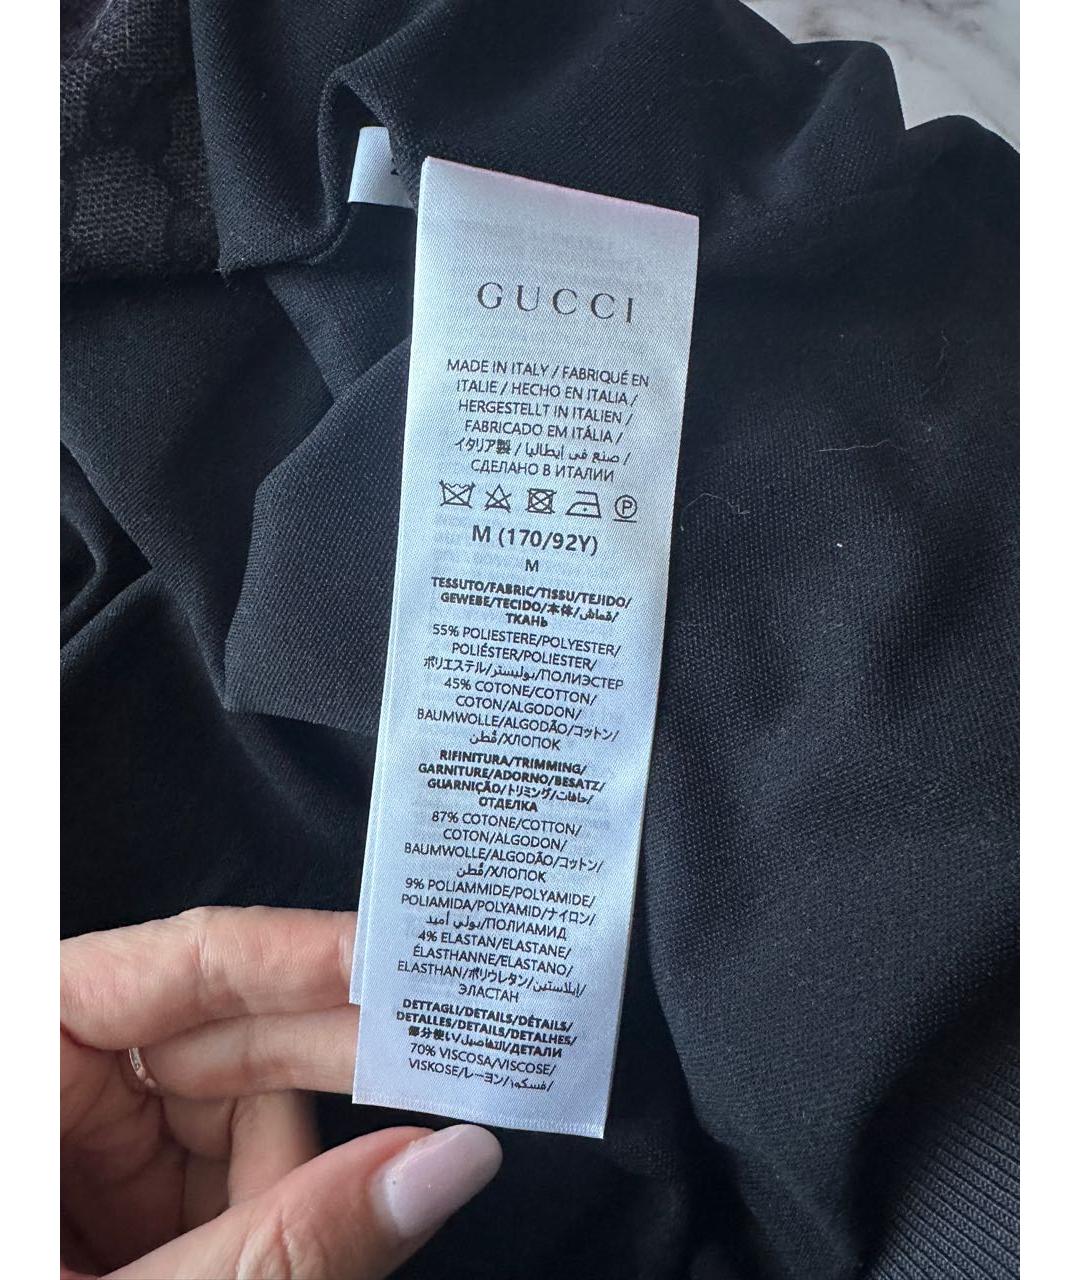 GUCCI
MADE IN ITALY / FABRIQUÉ EN
ITALIE / HECHO EN ITALIA /
HERGESTELLT IN ITALIEN /
FABRICADO EM ITÁLIA /
イタリア製 / صنع في إيطاليا /
СДЕЛАНО В ИТАЛИИ
P
M (170/92Y)
M
TESSUTO/FABRIC/TISSU/TEJIDO/
GEWEBE/TECIDO/本体/قماش/
ТКАНЬ
55% POLIESTERE/POLYESTER/
POLIÉSTER/POLIESTER/
ポリエステル/بوليستر/ПОЛИЭСТЕР
45% COTONE/COTTON/
COTON/ALGODON/
BAUMWOLLE/ALGODÃO/コットン/
قُطن/ХЛОПОК
RIFINITURA/TRIMMING/
GARNITURE/ADORNO/BESATZ/
GUARNIÇÃO/トリミング/حافات/
ОТДЕЛКА
87% COTONE/COTTON/
COTON/ALGODON/
BAUMWOLLE/ALGODÃO/コットン/
قُطن/ХЛОПОК
9% POLIAMMIDE/POLYAMIDE/
POLIAMIDA/POLYAMID/ナイロン/
بولي أميد/ПОЛИАМИД
4% ELASTAN/ELASTANE/
ÉLASTHANNE/ELASTANO/
ELASTHAN/ポリウレタン/إيلاستين/
ЭЛАСТАН
DETTAGLI/DETAILS/DÉTAILS/
DETALLES/DETAILS/DETALHES/
部分使い/التفاصيل/ДЕТАЛИ
70% VISCOSA/VISCOSE/
VISKOSE/レーヨン/فسكوز/